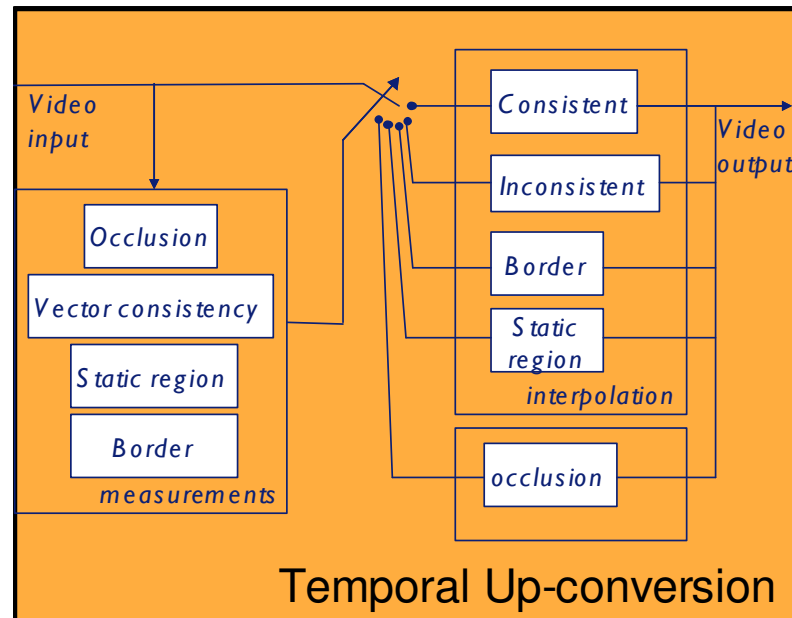 Video
input
Occlusion
Vector consistency
Static region
Border
measurements
Consistent
Inconsistent
Border
Static
region
interpolation
occlusion
Video
output
Temporal Up-conversion